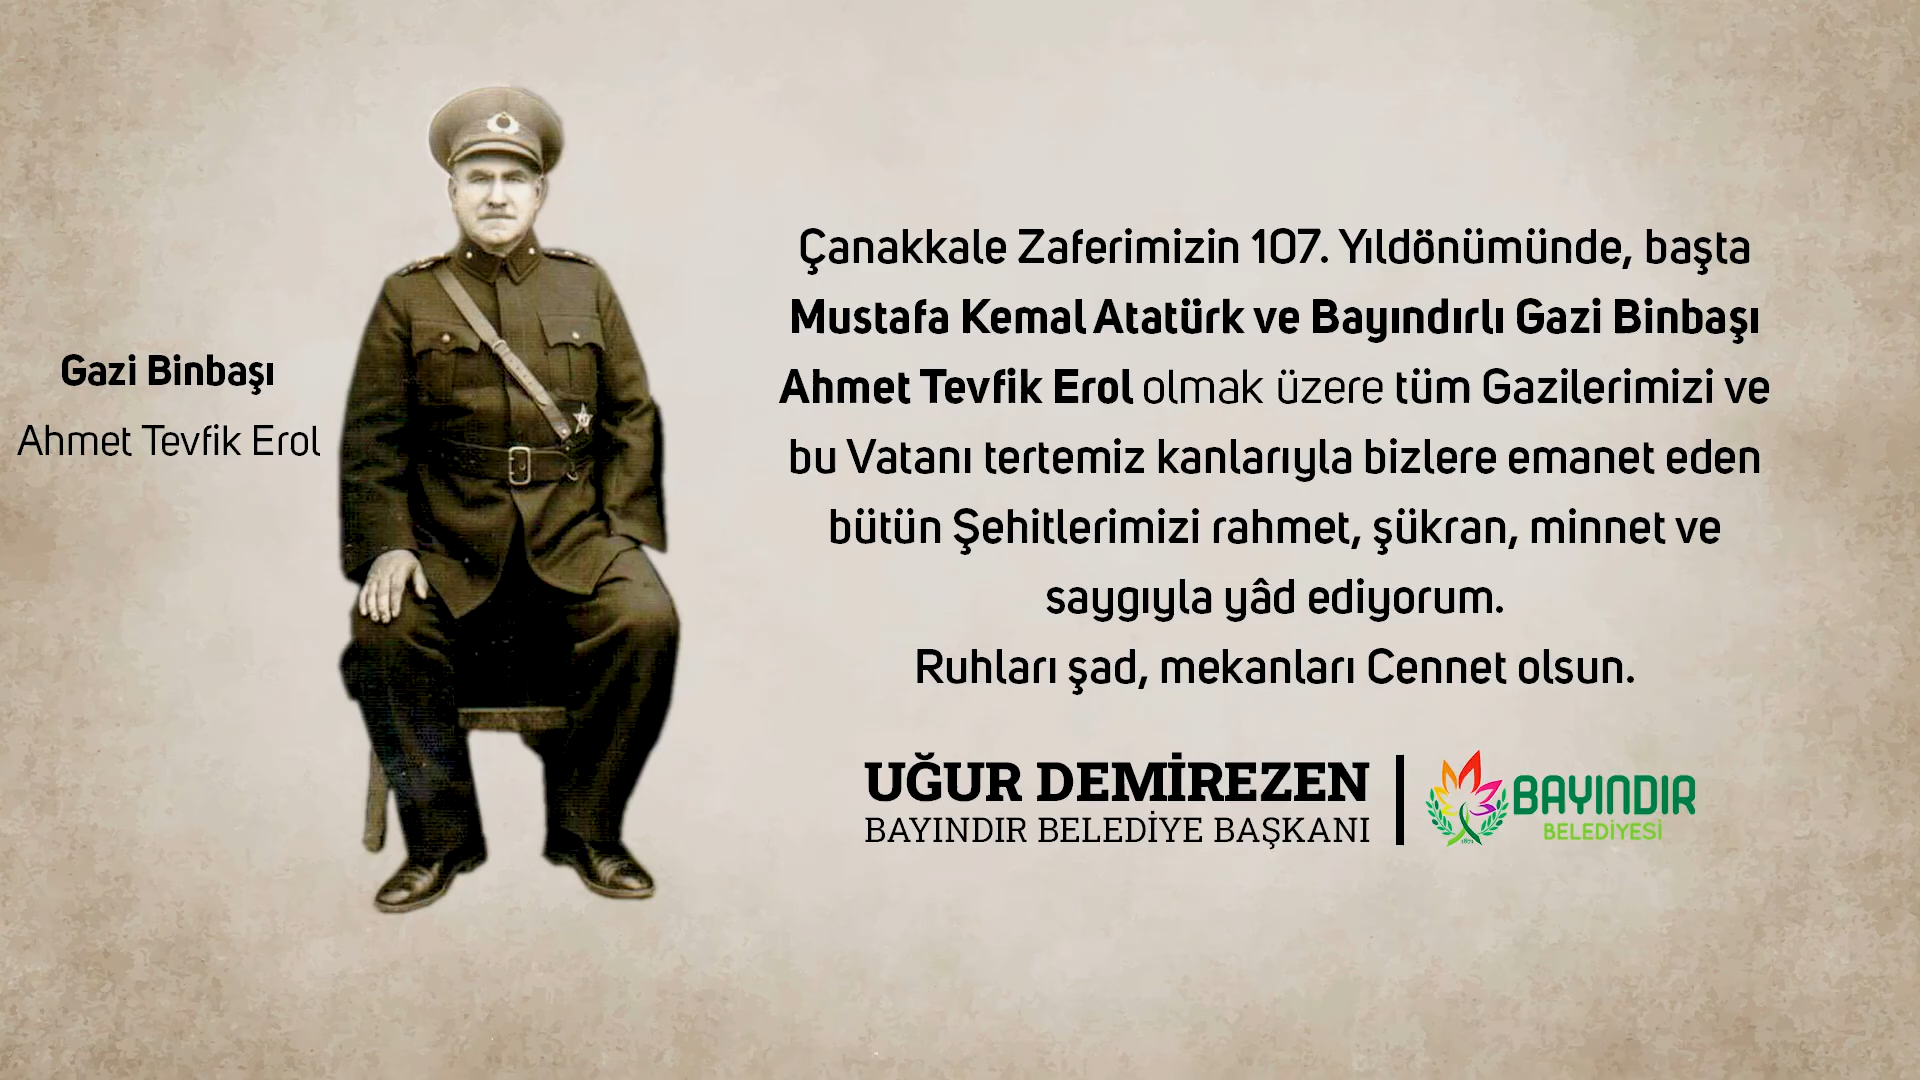 Gazi Binbaşı
Ahmet Tevfik Erol
Çanakkale Zaferimizin 107. Yıldönümünde, başta
Mustafa Kemal Atatürk ve Bayındırlı Gazi Binbaşı
Ahmet Tevfik Erol olmak üzere tüm Gazilerimizi ve
bu Vatanı tertemiz kanlarıyla bizlere emanet eden
bütün Şehitlerimizi rahmet, şükran, minnet ve
saygıyla yâd ediyorum.
Ruhları şad, mekanları Cennet olsun.
UĞUR DEMİREZEN
BAYINDIR BELEDİYE BAŞKANI
BAYINDIR
BELEDİYESİ